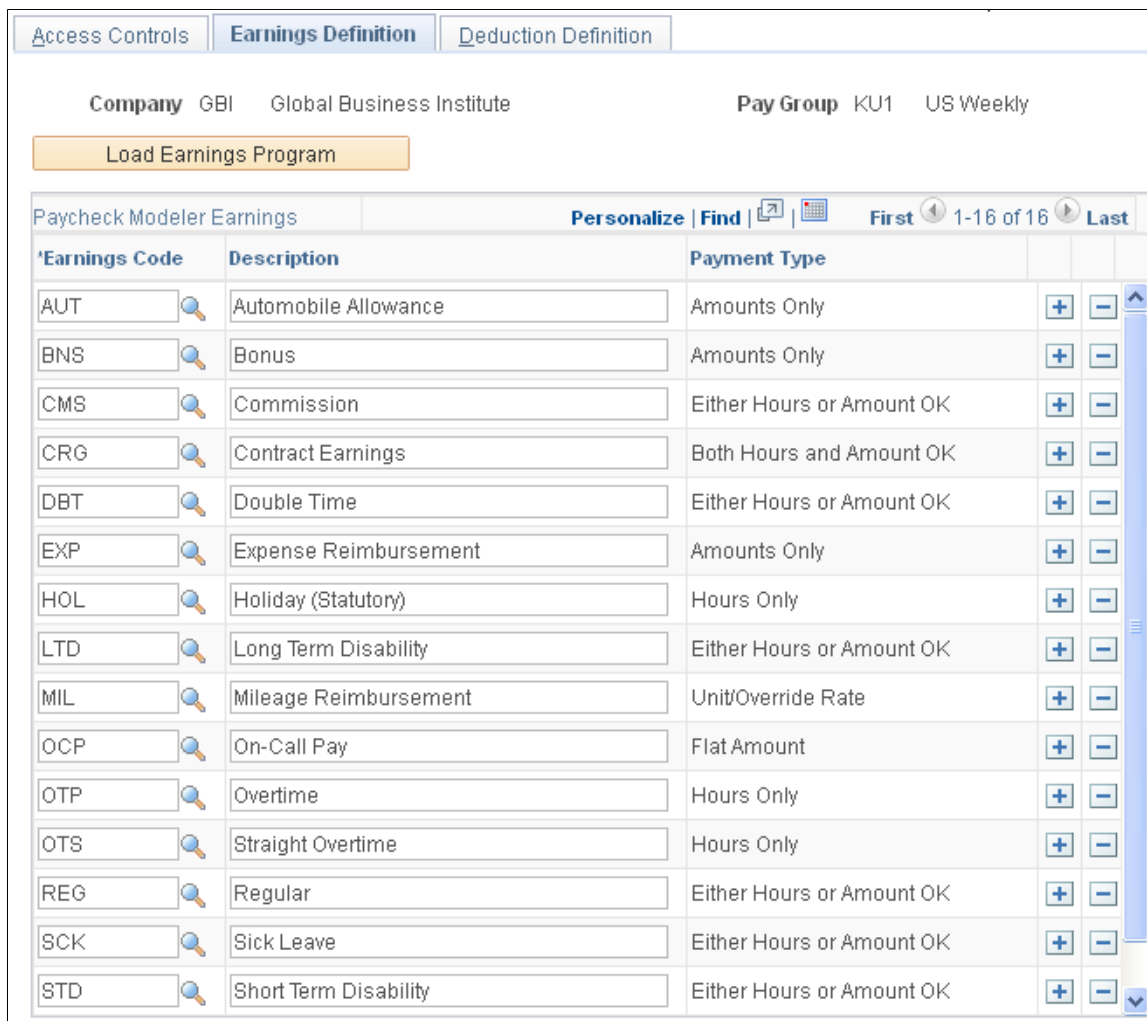 Access Controls Earnings Definition Deduction Definition
Company GBI Global Business Institute Pay Group KU1 US Weekly
Load Earnings Program
Paycheck Modeler Earnings Personalize | Find | | First 1-16 of 16 Last
*Earnings Code Description Payment Type
AUT Automobile Allowance Amounts Only
BNS Bonus Amounts Only
CMS Commission Either Hours or Amount OK
CRG Contract Earnings Both Hours and Amount OK
DBT Double Time Either Hours or Amount OK
EXP Expense Reimbursement Amounts Only
HOL Holiday (Statutory) Hours Only
LTD Long Term Disability Either Hours or Amount OK
MIL Mileage Reimbursement Unit/Override Rate
OCP On-Call Pay Flat Amount
OTP Overtime Hours Only
OTS Straight Overtime Hours Only
REG Regular Either Hours or Amount OK
SCK Sick Leave Either Hours or Amount OK
STD Short Term Disability Either Hours or Amount OK